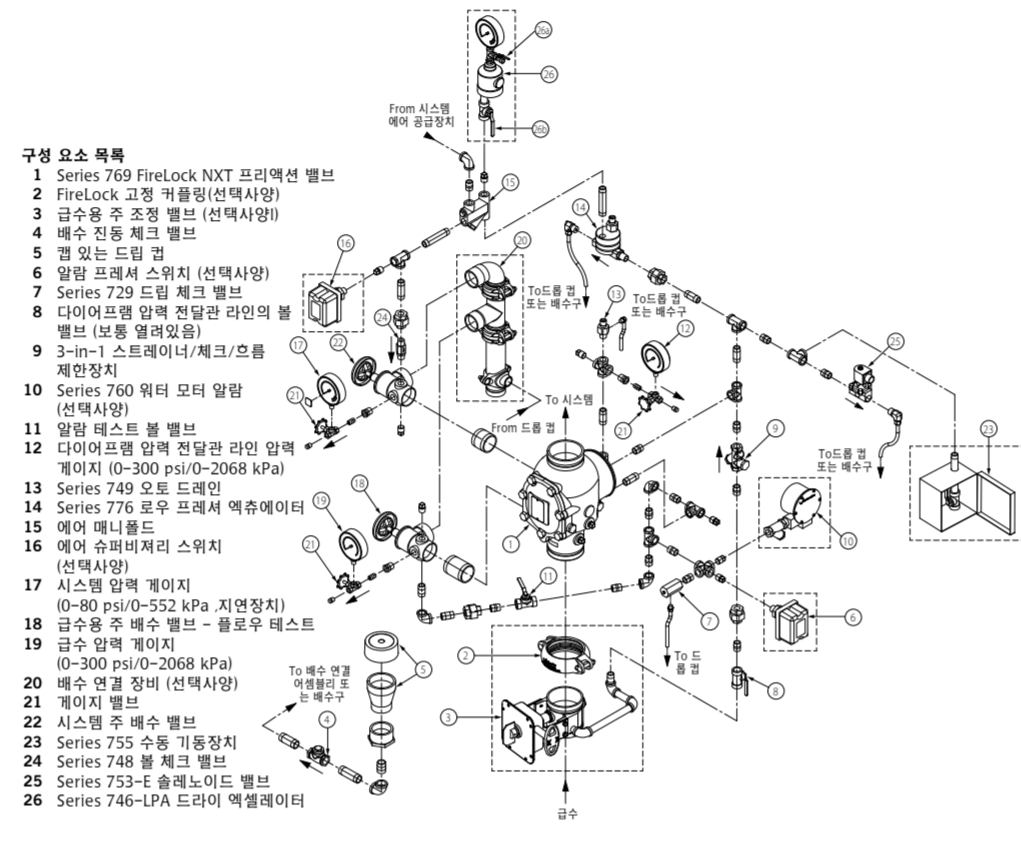 구성 요소 목록
1 Series 769 FireLock NXT 프리액션 밸브
2 FireLock 고정 커플링(선택사양)
3 급수용 주 조정 밸브 (선택사양!)
4 배수 진동 체크 밸브
5 캡 있는 드립 컵
6 알람 프레셔 스위치 (선택사양)
7 Series 729 드립 체크 밸브
8 다이어프램 압력 전달관 라인의 볼
밸브 (보통 열려있음)
9 3-in-1 스트레이너/체크/흐름
제한장치
10 Series 760 워터 모터 알람
(선택사양)
11 알람 테스트 볼 밸브
12 다이어프램 압력 전달관 라인 압력
게이지 (0-300 psi/0-2068 kPa)
13 Series 749 오토 드레인
14 Series 776 로우 프레셔 엑츄에이터
15 에어 매니폴드
16 에어 슈퍼비져리 스위치
(선택사양)
17 시스템 압력 게이지
(0-80 psi/0-552 kPa ,지연장치)
18 급수용 주 배수 밸브 - 플로우 테스트
19 급수 압력 게이지
(0-300 psi/0-2068 kPa)
20 배수 연결 장비 (선택사양)
21 게이지 밸브
22 시스템 주 배수 밸브
23 Series 755 수동 기동장치
24 Series 748 볼 체크 밸브
25 Series 753-E 솔레노이드 밸브
26 Series 746-LPA 드라이 엑셀레이터
26a
26
26b
From 시스템
에어 공급장치
15
14
16
20
To드롭 컵
또는 배수구
13
To드롭 컵
또는 배수구
12
24
22
17
21
25
To 시스템
From 드롭 컵
21
9
To드롭 컵
또는 배수구
23
18
19
10
1
21
11
7
6
To 드
롭 컵
2
5
8
To 배수 연결
어셈블리 또
는 배수구
4
3
급수